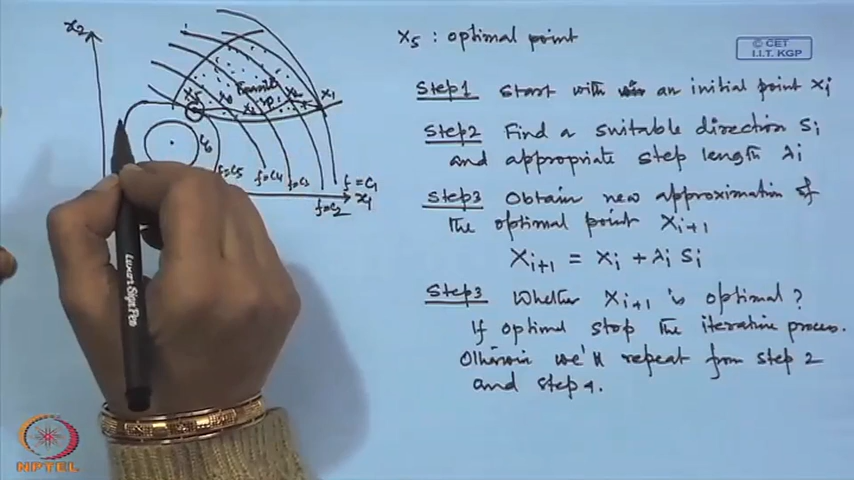 x₂
Feasible
x₅
x₁
f=c₅
f=c₄
f=c₃
f=c₁
f=c₂
x₁
X₅ : optimal point
© CET
I.I.T. KGP
Step1 Start with an initial point Xi
Step2 Find a suitable direction Si
and appropriate step length λi
Step3 Obtain new approximation of
the optimal point Xi+1
Xi+1 = Xi + λi Si
Step3 Whether Xi+1 is optimal ?
If optimal stop the iterative process.
Otherwise we'll repeat from step 2
and step 4.
Luxor Sign Pen
NPTEL